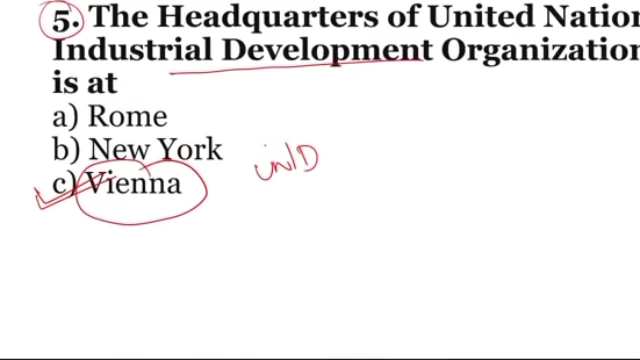 5. The Headquarters of United Nation
Industrial Development Organization
is at
a) Rome
b) New York
UNID
c) Vienna